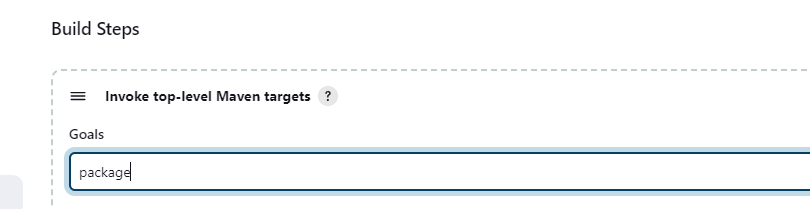 Build Steps
Invoke top-level Maven targets ?
Goals
package